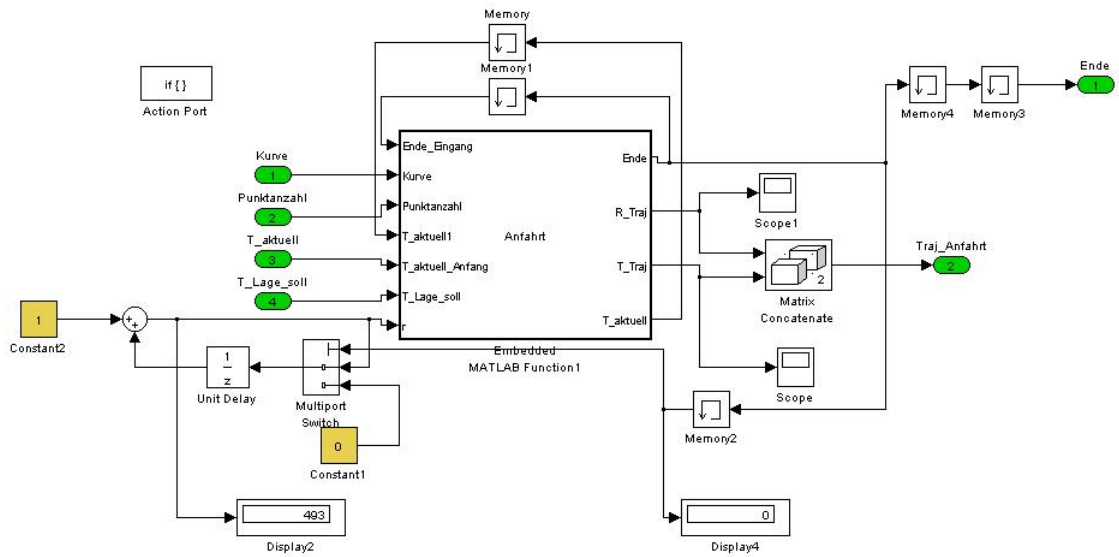 Memory
Memory1
if { }
Action Port
Ende
1
Memory4
Memory3
Kurve
1
Punktanzahl
2
T_aktuell
3
T_Lage_soll
4
Ende_Eingang
Kurve
Punktanzahl
T_aktuell1
T_aktuell_Anfang
T_Lage_soll
r
Anfahrt
Ende
R_Traj
T_Traj
T_aktuell
Embedded
MATLAB Function1
Scope1
2
Matrix
Concatenate
Traj_Anfahrt
2
Scope
1
Constant2
+
+
1
z
Unit Delay
Multiport
Switch
0
Constant1
Memory2
493
Display2
0
Display4